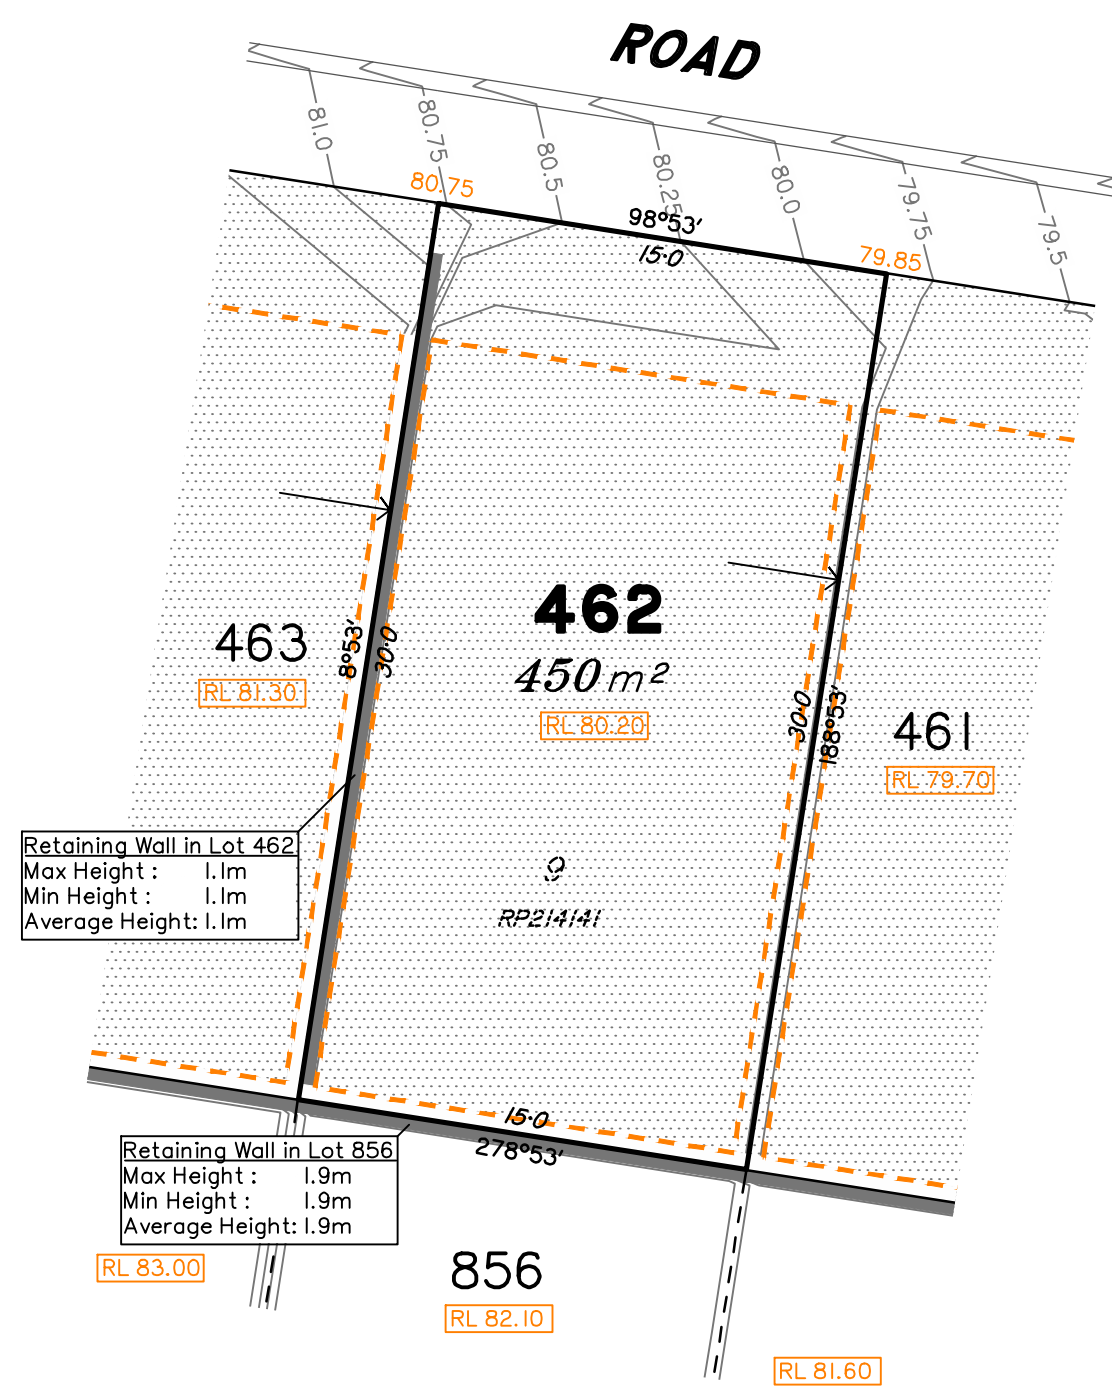 ROAD
81.0
80.75
80.5
80.25
80.0
79.75
79.5
80.75
98°53'
15·0
79.85
462
450 m²
RL 80.20
463
RL 81.30
8°53'
30·0
30·0
188°53'
461
RL 79.70
Retaining Wall in Lot 462
Max Height : 1.1m
Min Height : 1.1m
Average Height: 1.1m
9
RP214141
15·0
278°53'
Retaining Wall in Lot 856
Max Height : 1.9m
Min Height : 1.9m
Average Height: 1.9m
RL 83.00
856
RL 82.10
RL 81.60